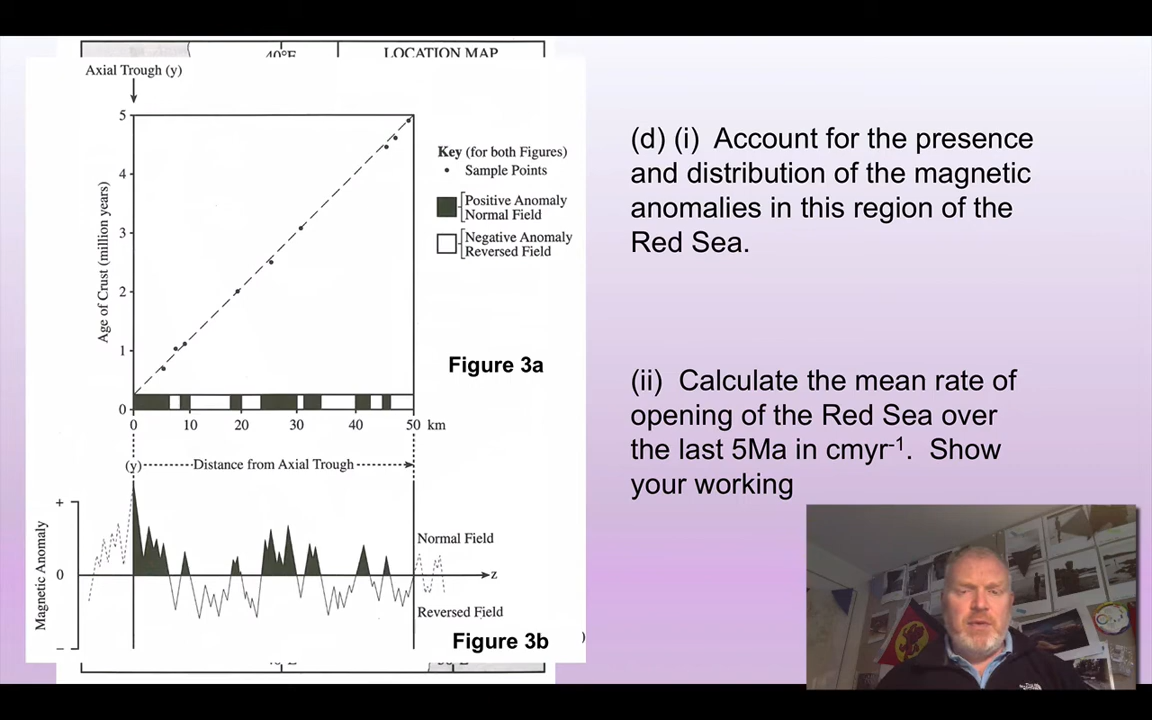 40°E
LOCATION MAP
Axial Trough (y)
5
4
3
2
1
0
Age of Crust (million years)
Key (for both Figures)
Sample Points
Positive Anomaly
Normal Field
Negative Anomaly
Reversed Field
Figure 3a
0 10 20 30 40 50 km
(y) Distance from Axial Trough
+
0
–
Magnetic Anomaly
Normal Field
z
Reversed Field
Figure 3b
(d) (i) Account for the presence
and distribution of the magnetic
anomalies in this region of the
Red Sea.
(ii) Calculate the mean rate of
opening of the Red Sea over
the last 5Ma in cmyr⁻¹. Show
your working